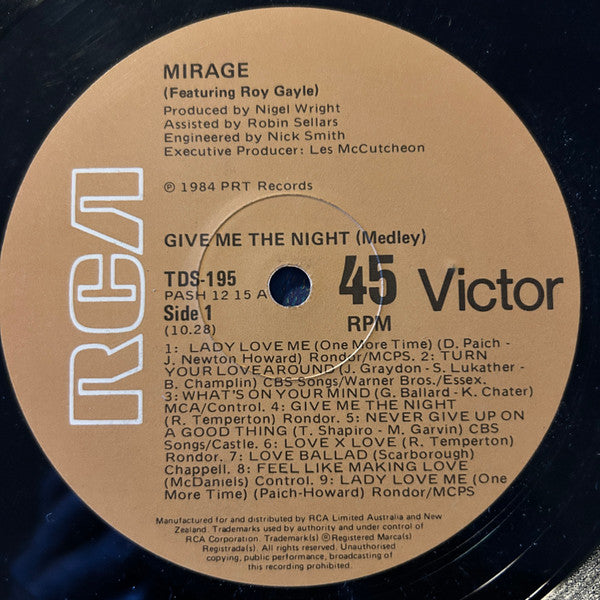 MIRAGE
(Featuring Roy Gayle)
Produced by Nigel Wright
Assisted by Robin Sellars
Engineered by Nick Smith
Executive Producer: Les McCutcheon
℗ 1984 PRT Records
RCA
GIVE ME THE NIGHT (Medley)
TDS-195
PASH 12 15 A
Side 1
(10.28)
45
RPM
Victor
1: LADY LOVE ME (One More Time) (D. Paich -
J. Newton Howard) Rondor/MCPS. 2: TURN
YOUR LOVE AROUND (J. Graydon - S. Lukather -
B. Champlin) CBS Songs/Warner Bros./Essex.
3: WHAT'S ON YOUR MIND (G. Ballard - K. Chater)
MCA/Control. 4: GIVE ME THE NIGHT
(R. Temperton) Rondor. 5: NEVER GIVE UP ON
A GOOD THING (T. Shapiro - M. Garvin) CBS
Songs/Castle. 6: LOVE X LOVE (R. Temperton)
Rondor. 7: LOVE BALLAD (Scarborough)
Chappell. 8: FEEL LIKE MAKING LOVE
(McDaniels) Control. 9: LADY LOVE ME (One
More Time) (Paich-Howard) Rondor/MCPS
Manufactured for and distributed by RCA Limited Australia and New
Zealand. Trademarks used by authority and under control of
RCA Corporation. Trademark(s) ® Registered Marca(s)
Registrada(s). All rights reserved. Unauthorised
copying, public performance, broadcasting of
this recording prohibited.